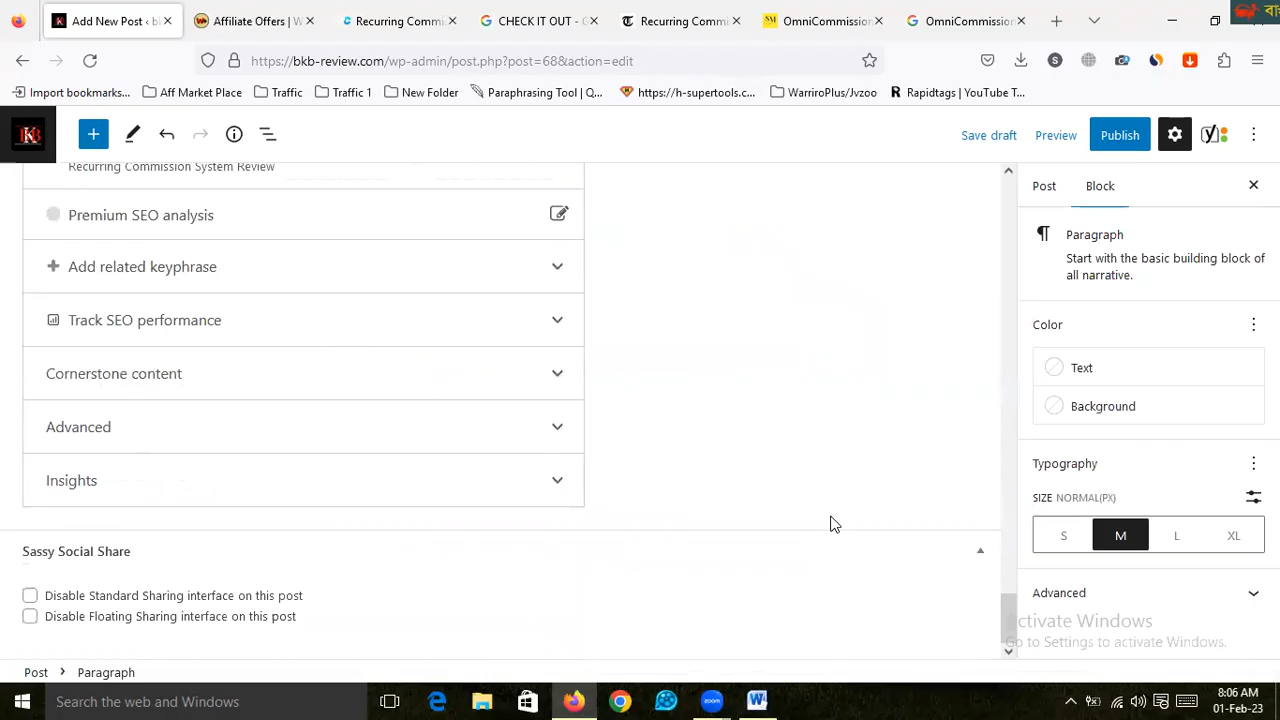 Add New Post ‹ bl
Affiliate Offers | W
Recurring Commi
CHECK IT OUT - G
Recurring Commi
OmniCommission
OmniCommission
বা
https://bkb-review.com/wp-admin/post.php?post=68&action=edit
Import bookmarks...
Aff Market Place
Traffic
Traffic 1
New Folder
Paraphrasing Tool | Q...
https://h-supertools.c...
WarriroPlus/Jvzoo
Rapidtags | YouTube T...
Save draft
Preview
Publish
Recurring Commission System Review
Premium SEO analysis
Add related keyphrase
Track SEO performance
Cornerstone content
Advanced
Insights
Sassy Social Share
Disable Standard Sharing interface on this post
Disable Floating Sharing interface on this post
Post
Block
Paragraph
Start with the basic building block of
all narrative.
Color
Text
Background
Typography
SIZE NORMAL(PX)
S M L XL
Advanced
Activate Windows
Go to Settings to activate Windows.
Post > Paragraph
Search the web and Windows
8:06 AM
01-Feb-23